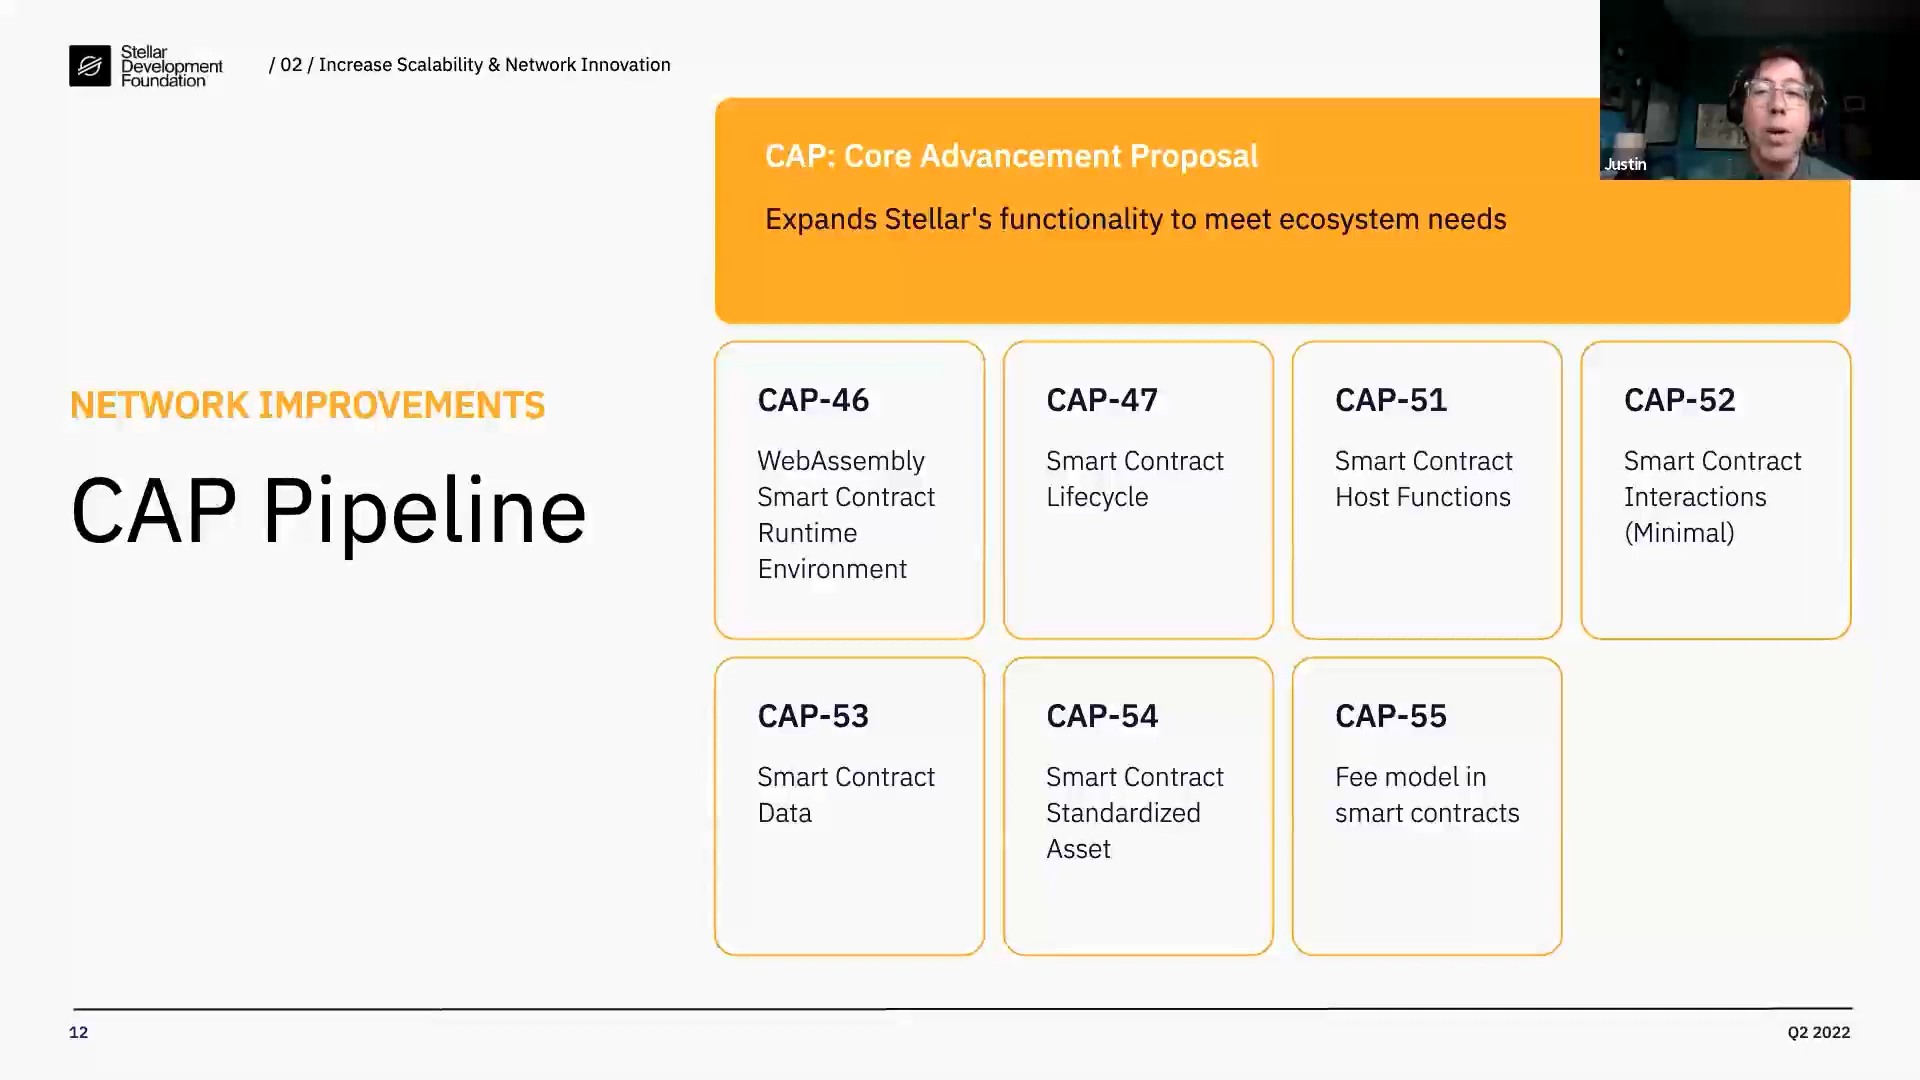 Stellar
Development
Foundation
/ 02 / Increase Scalability & Network Innovation
Justin
CAP: Core Advancement Proposal
Expands Stellar's functionality to meet ecosystem needs
NETWORK IMPROVEMENTS
CAP Pipeline
CAP-46
WebAssembly
Smart Contract
Runtime
Environment
CAP-47
Smart Contract
Lifecycle
CAP-51
Smart Contract
Host Functions
CAP-52
Smart Contract
Interactions
(Minimal)
CAP-53
Smart Contract
Data
CAP-54
Smart Contract
Standardized
Asset
CAP-55
Fee model in
smart contracts
12
Q2 2022